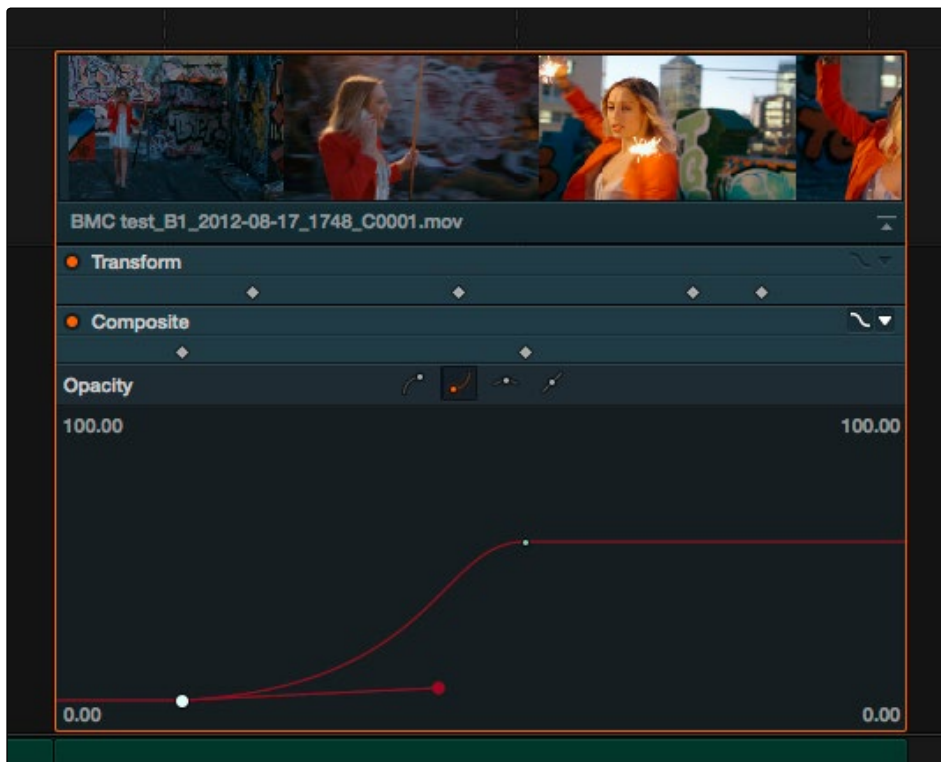 BMC test_B1_2012-08-17_1748_C0001.mov
Transform
Composite
Opacity
100.00 100.00
0.00 0.00